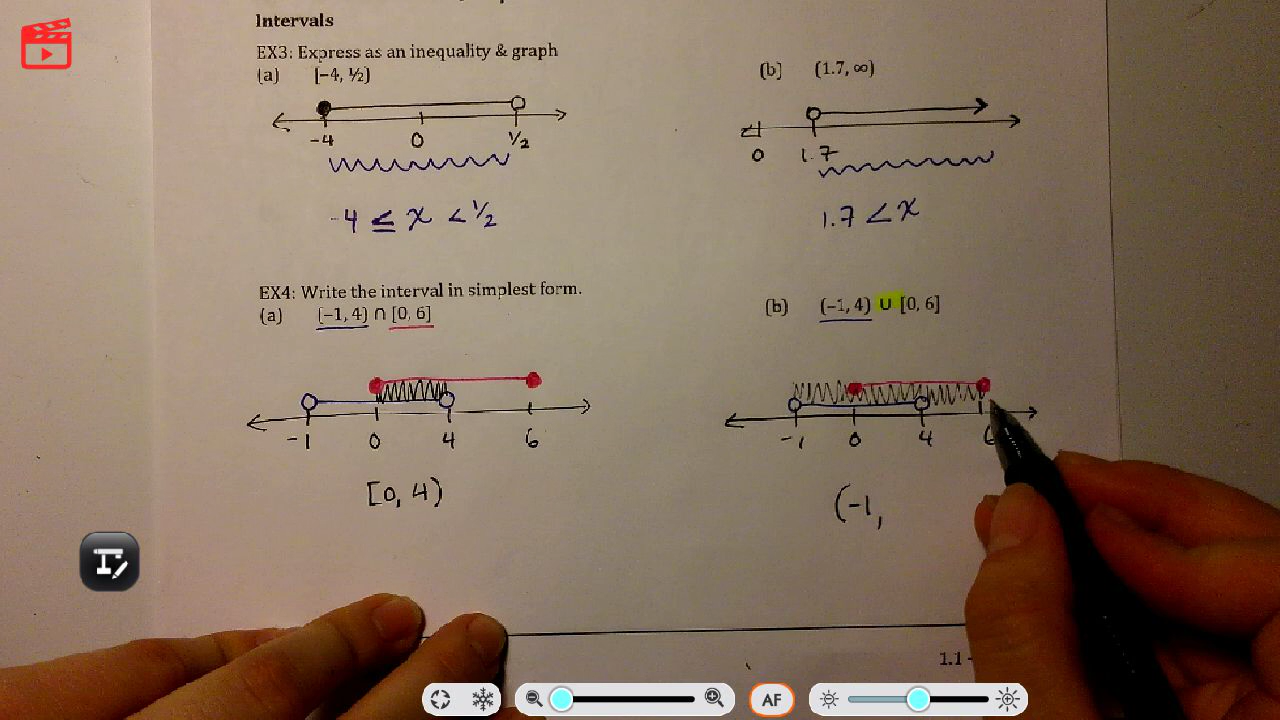 Intervals
EX3: Express as an inequality & graph
(a) [−4, ½)
-4 0 ½
-4 ≤ x < ½
(b) (1.7, ∞)
0 1.7
1.7 < x
EX4: Write the interval in simplest form.
(a) (−1, 4) ∩ [0, 6]
-1 0 4 6
[0, 4)
(b) (−1, 4) ∪ [0, 6]
-1 0 4
(-1,
1.1
AF